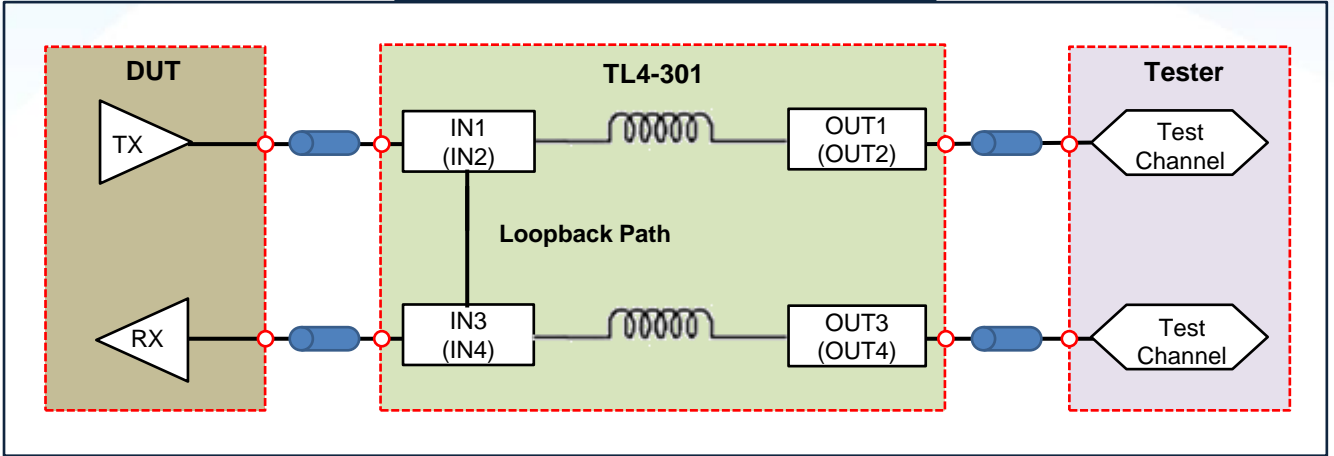 DUT
TL4-301
Tester
TX
IN1
(IN2)
OUT1
(OUT2)
Test
Channel
Loopback Path
RX
IN3
(IN4)
OUT3
(OUT4)
Test
Channel